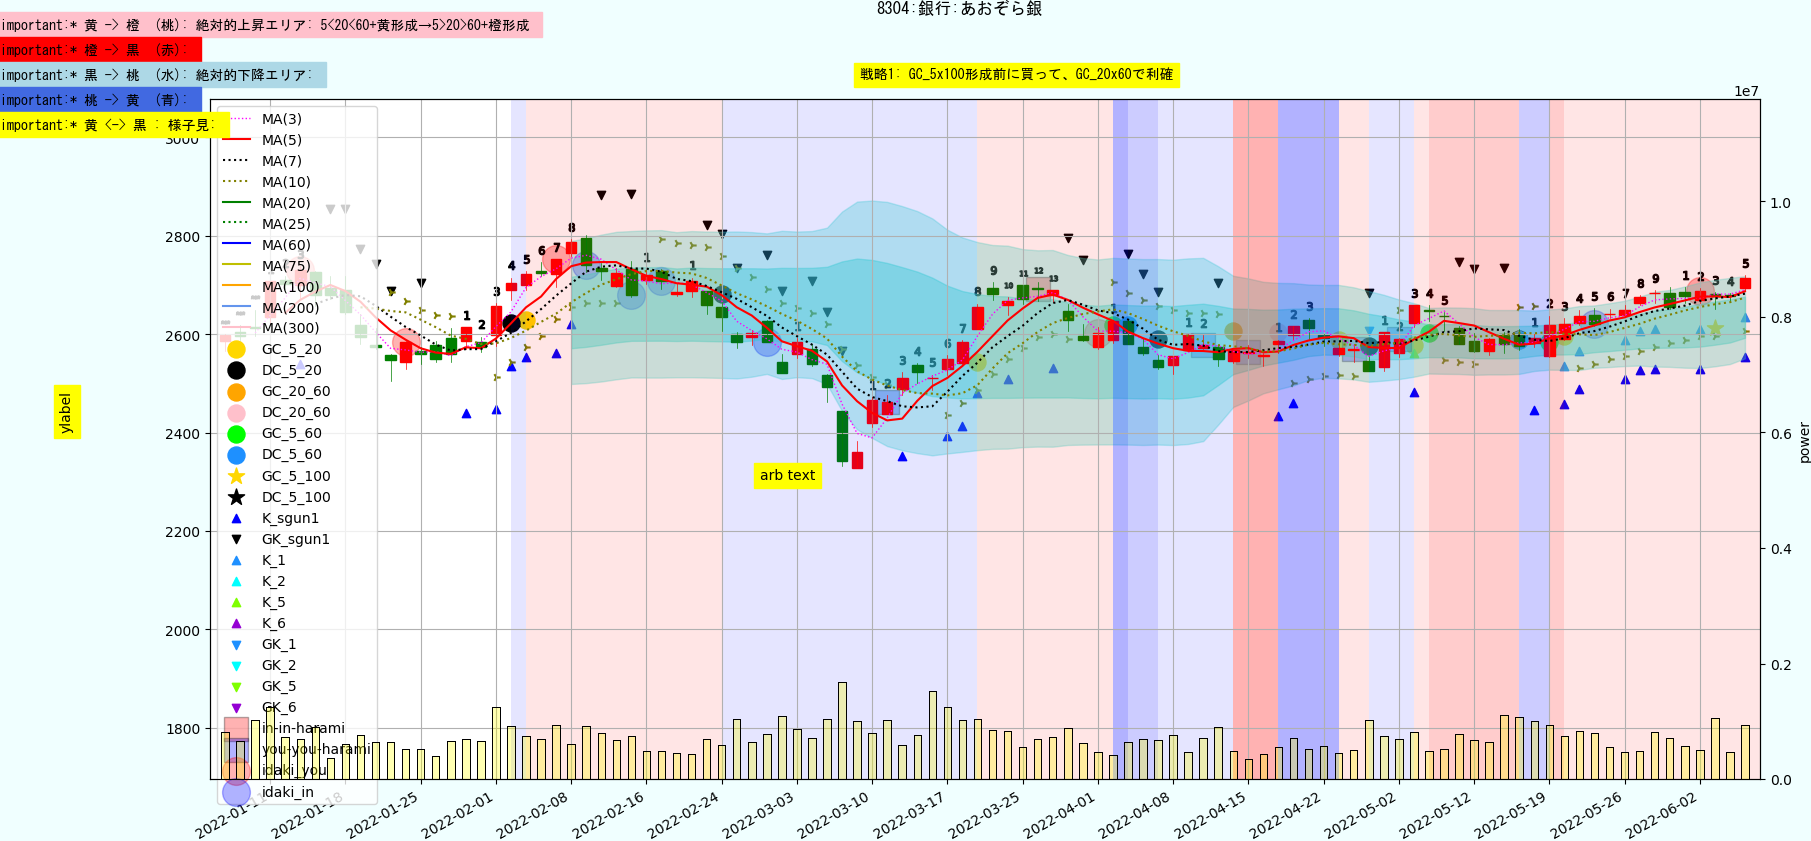 8304:銀行:あおぞら銀
important:* 黄 -> 橙 （桃）: 絶対的上昇エリア: 5<20<60+黄形成→5>20>60+橙形成
important:* 橙 -> 黒 （赤）:
important:* 黒 -> 桃 （水）: 絶対的下降エリア:
important:* 桃 -> 黄 （青）:
important:* 黄 <-> 黒 : 様子見:
戦略1: GC_5x100形成前に買って、GC_20x60で利確
1e7
MA(3)
MA(5)
MA(7)
MA(10)
MA(20)
MA(25)
MA(60)
MA(75)
MA(100)
MA(200)
MA(300)
GC_5_20
DC_5_20
GC_20_60
DC_20_60
GC_5_60
DC_5_60
GC_5_100
DC_5_100
K_sgun1
GK_sgun1
K_1
K_2
K_5
K_6
GK_1
GK_2
GK_5
GK_6
in-in-harami
you-you-harami
idaki_you
idaki_in
3000
2800
2600
2400
2200
2000
1800
ylabel
arb text
1.0
0.8
0.6
0.4
0.2
0.0
power
2022-01-11
2022-01-18
2022-01-25
2022-02-01
2022-02-08
2022-02-16
2022-02-24
2022-03-03
2022-03-10
2022-03-17
2022-03-25
2022-04-01
2022-04-08
2022-04-15
2022-04-22
2022-05-02
2022-05-12
2022-05-19
2022-05-26
2022-06-02